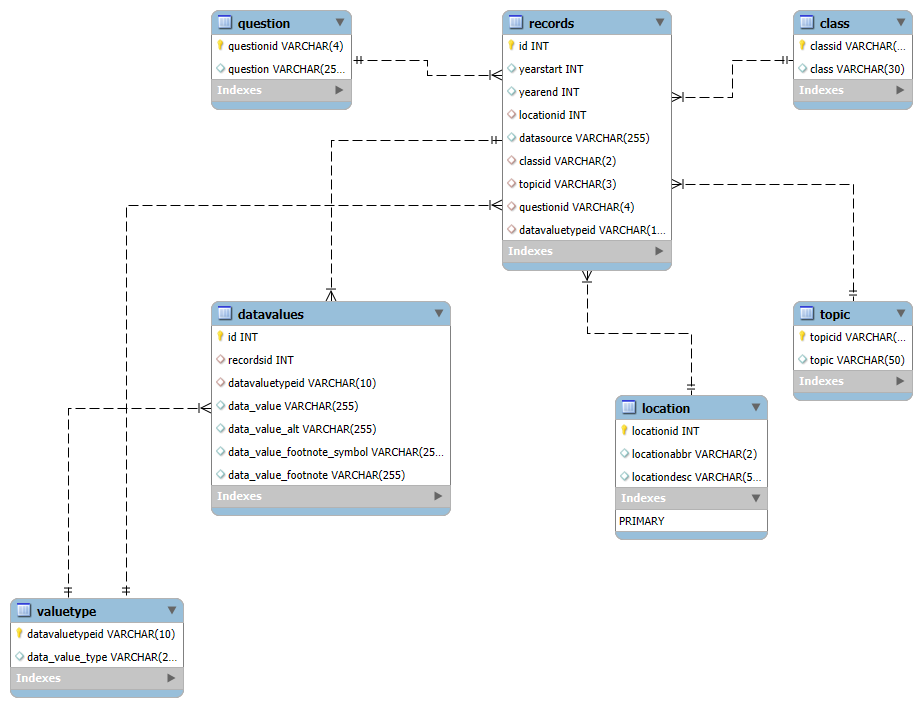 question
questionid VARCHAR(4)
question VARCHAR(25...
Indexes
records
id INT
yearstart INT
yearend INT
locationid INT
datasource VARCHAR(255)
classid VARCHAR(2)
topicid VARCHAR(3)
questionid VARCHAR(4)
datavaluetypeid VARCHAR(1...
Indexes
class
classid VARCHAR(...
class VARCHAR(30)
Indexes
datavalues
id INT
recordsid INT
datavaluetypeid VARCHAR(10)
data_value VARCHAR(255)
data_value_alt VARCHAR(255)
data_value_footnote_symbol VARCHAR(25...
data_value_footnote VARCHAR(255)
Indexes
topic
topicid VARCHAR(...
topic VARCHAR(50)
Indexes
location
locationid INT
locationabbr VARCHAR(2)
locationdesc VARCHAR(5...
Indexes
PRIMARY
valuetype
datavaluetypeid VARCHAR(10)
data_value_type VARCHAR(2...
Indexes